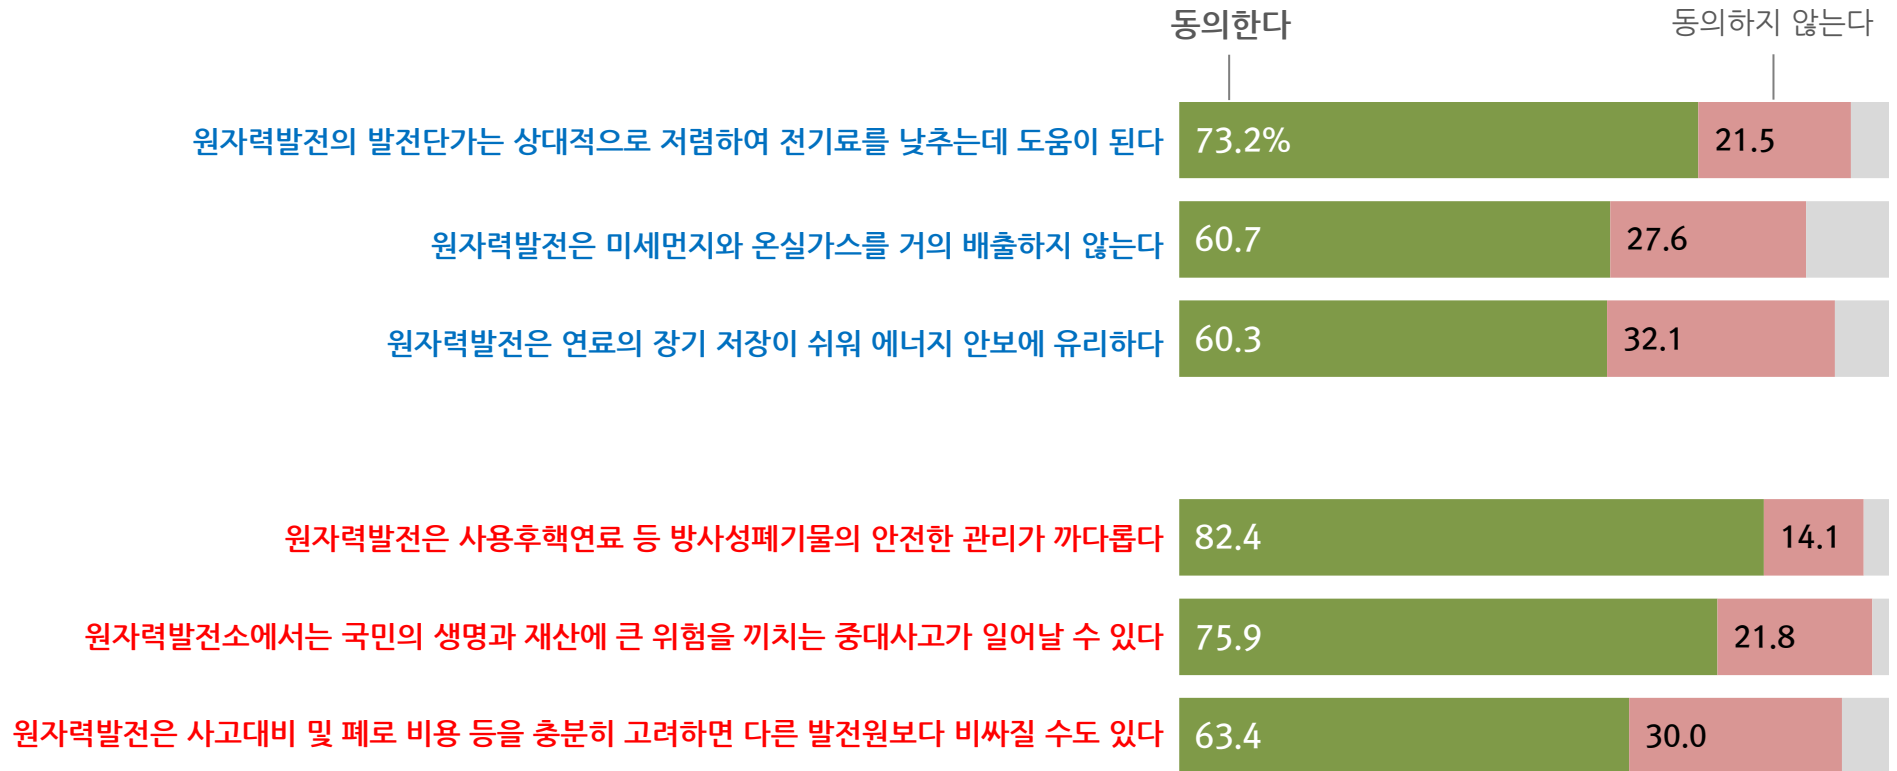 동의한다 동의하지 않는다
원자력발전의 발전단가는 상대적으로 저렴하여 전기료를 낮추는데 도움이 된다 73.2% 21.5
원자력발전은 미세먼지와 온실가스를 거의 배출하지 않는다 60.7 27.6
원자력발전은 연료의 장기 저장이 쉬워 에너지 안보에 유리하다 60.3 32.1
원자력발전은 사용후핵연료 등 방사성폐기물의 안전한 관리가 까다롭다 82.4 14.1
원자력발전소에서는 국민의 생명과 재산에 큰 위험을 끼치는 중대사고가 일어날 수 있다 75.9 21.8
원자력발전은 사고대비 및 폐로 비용 등을 충분히 고려하면 다른 발전원보다 비싸질 수도 있다 63.4 30.0